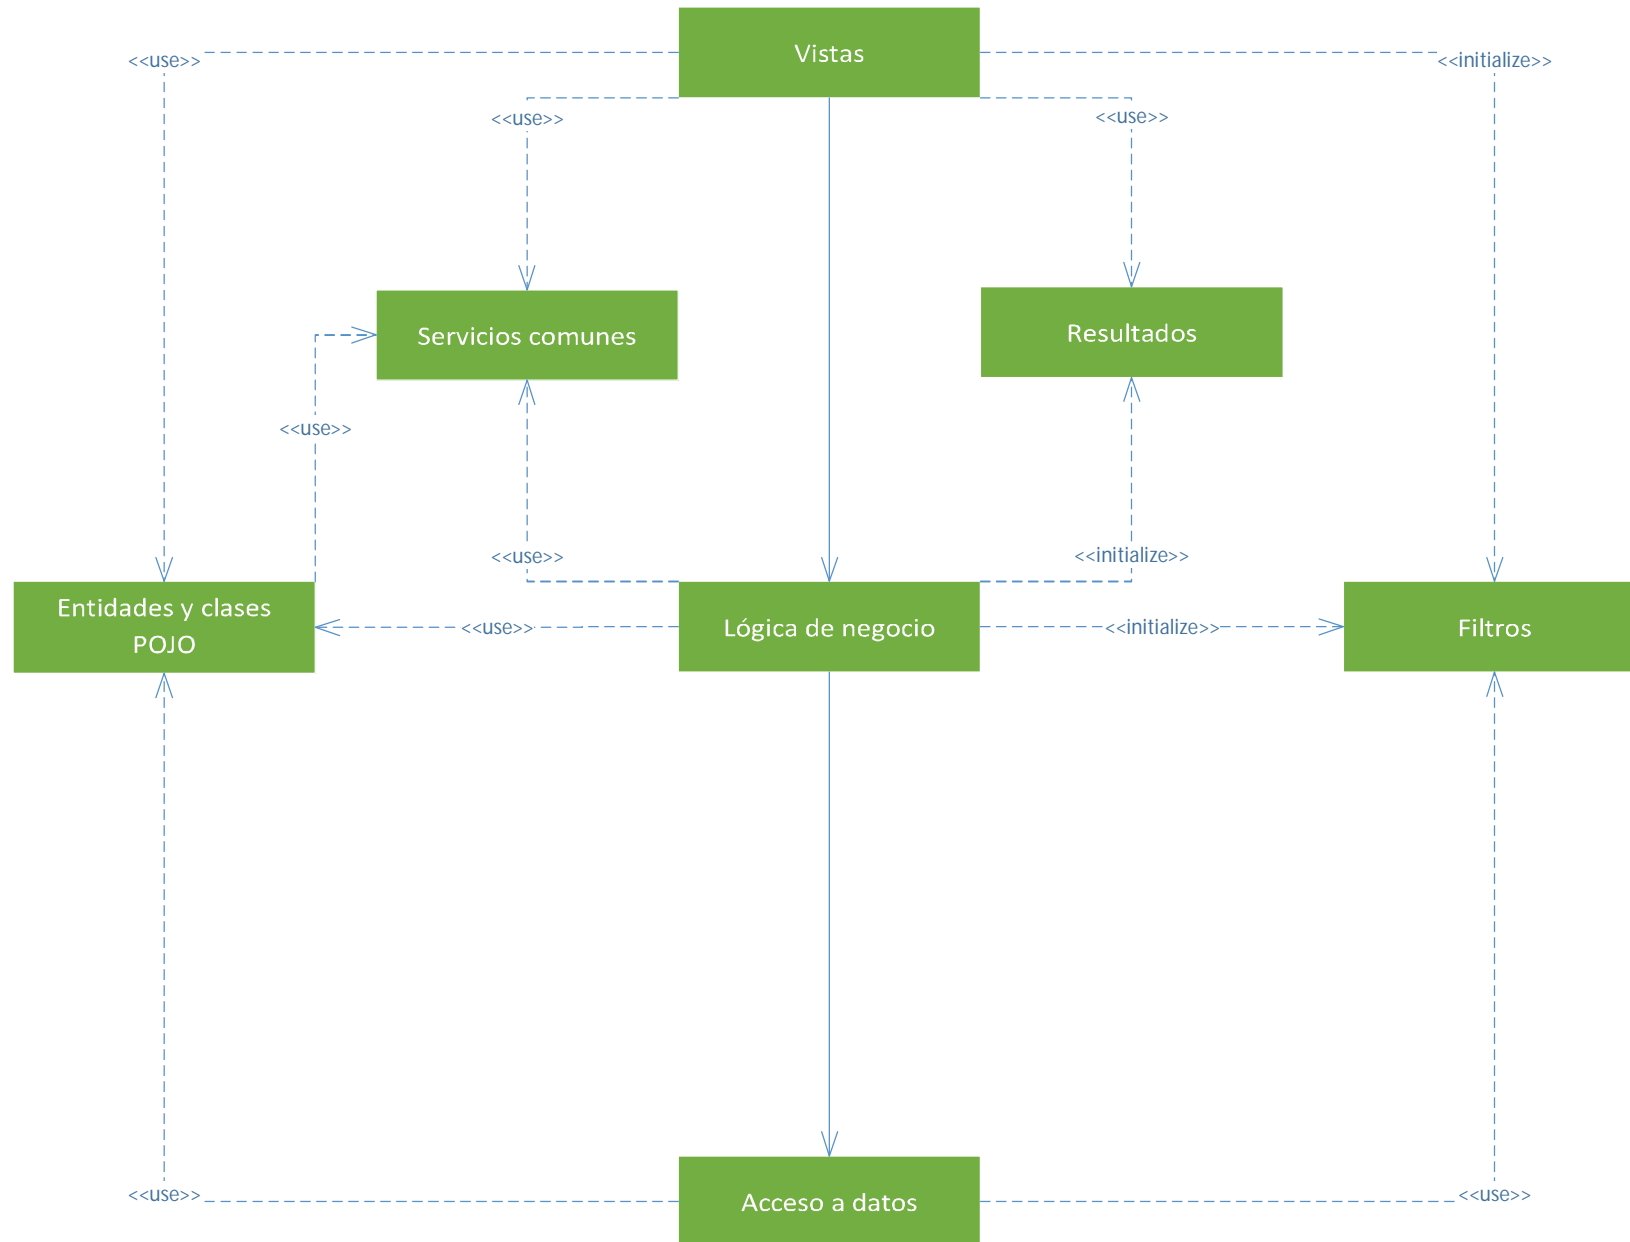 Vistas
<<use>>
<<initialize>>
<<use>>
<<use>>
Servicios comunes
Resultados
<<use>>
<<use>>
<<initialize>>
Entidades y clases
POJO
<<use>>
Lógica de negocio
<<initialize>>
Filtros
<<use>>
<<use>>
Acceso a datos